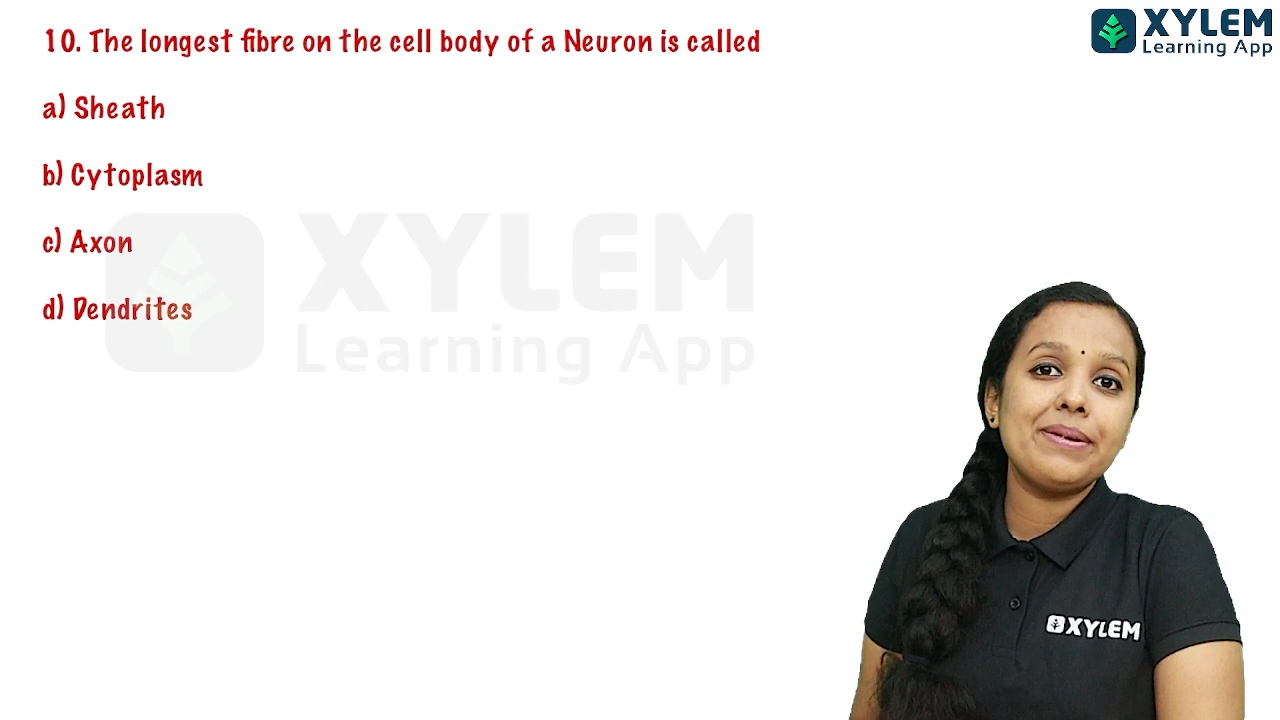 10. The longest fibre on the cell body of a Neuron is called
a) Sheath
b) Cytoplasm
c) Axon
d) Dendrites
XYLEM
Learning App
XYLEM
Learning App
XYLEM